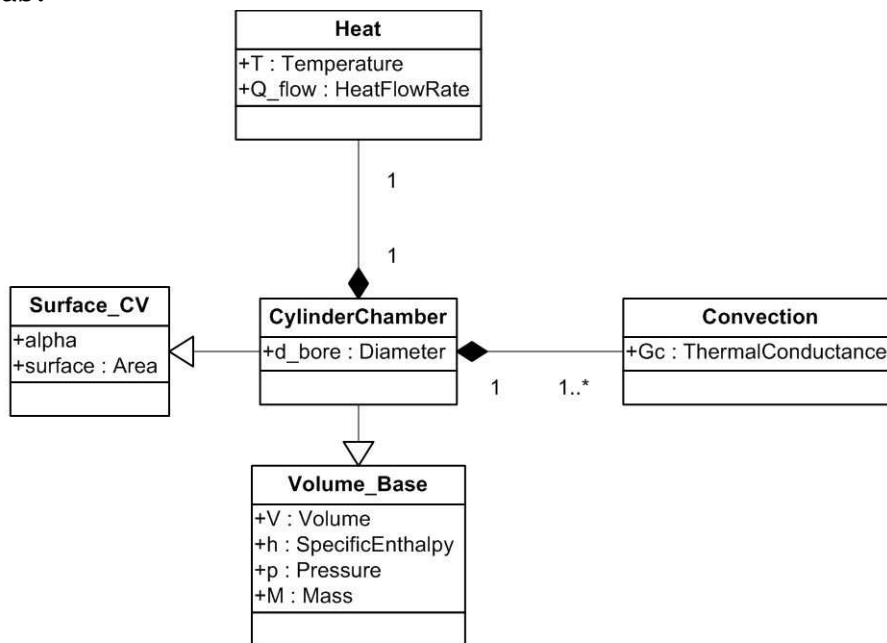 Heat
+T : Temperature
+Q_flow : HeatFlowRate
1
1
Surface_CV
+alpha
+surface : Area
CylinderChamber
+d_bore : Diameter
1
1..*
Convection
+Gc : ThermalConductance
Volume_Base
+V : Volume
+h : SpecificEnthalpy
+p : Pressure
+M : Mass